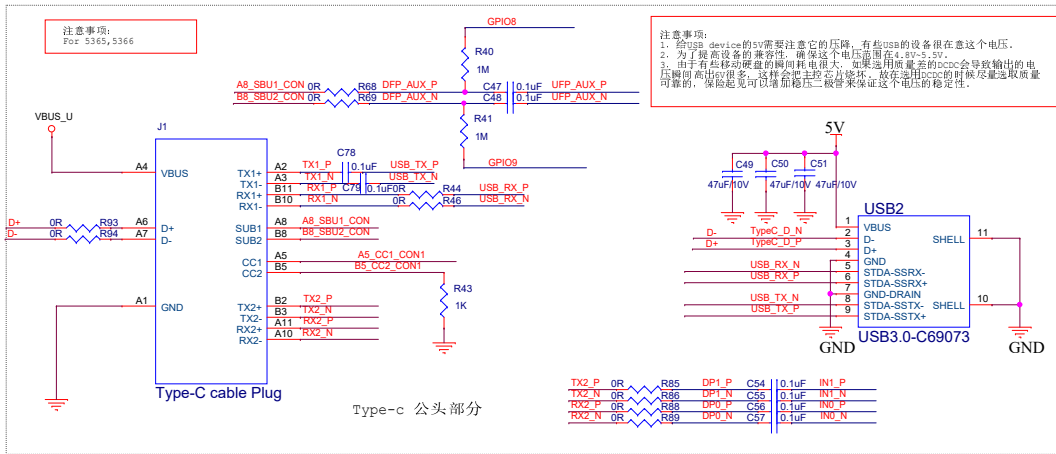 注意事项:
For 5365,5366
GPIO8
R40
1M
A8_SBU1_CON 0R R68 DFP_AUX_P C47 0.1uF UFP_AUX_P
B8_SBU2_CON 0R R69 DFP_AUX_N C48 0.1uF UFP_AUX_N
R41
1M
GPIO9
注意事项:
1. 给USB device的5V需要注意它的压降, 有些USB的设备很在意这个电压。
2. 为了提高设备的兼容性, 确保这个电压范围在4.8V~5.5V。
3. 由于有些移动硬盘的瞬间耗电很大, 如果选用质量差的DCDC会导致输出的电
压瞬间高出6V很多, 这样会把主控芯片烧坏。故在选用DCDC的时候尽量选取质量
可靠的, 保险起见可以增加稳压二极管来保证这个电压的稳定性。
VBUS_U
J1
A4 VBUS
D+ 0R R93 A6 D+
D- 0R R94 A7 D-
A1 GND
TX1+ A2 TX1_P C78 0.1uF USB_TX_P
TX1- A3 TX1_N C79 0.1uF USB_TX_N
RX1+ B11 RX1_P 0R R44 USB_RX_P
RX1- B10 RX1_N 0R R46 USB_RX_N
SUB1 A8 A8_SBU1_CON
SUB2 B8 B8_SBU2_CON
CC1 A5 A5_CC1_CON1
CC2 B5 B5_CC2_CON1
R43
1K
TX2+ B2 TX2_P
TX2- B3 TX2_N
RX2+ A11 RX2_P
RX2- A10 RX2_N
Type-C cable Plug
Type-c 公头部分
5V
C49 C50 C51
47uF/10V 47uF/10V 47uF/10V
USB2
1 VBUS
D- TypeC_D_N 2 D-
D+ TypeC_D_P 3 D+
4 GND
USB_RX_N 5 STDA-SSRX-
USB_RX_P 6 STDA-SSRX+
7 GND-DRAIN
USB_TX_N 8 STDA-SSTX-
USB_TX_P 9 STDA-SSTX+
SHELL 11
SHELL 10
USB3.0-C69073
GND GND
TX2_P 0R R85 DP1_P C54 0.1uF IN1_P
TX2_N 0R R86 DP1_N C55 0.1uF IN1_N
RX2_P 0R R88 DP0_P C56 0.1uF IN0_P
RX2_N 0R R89 DP0_N C57 0.1uF IN0_N